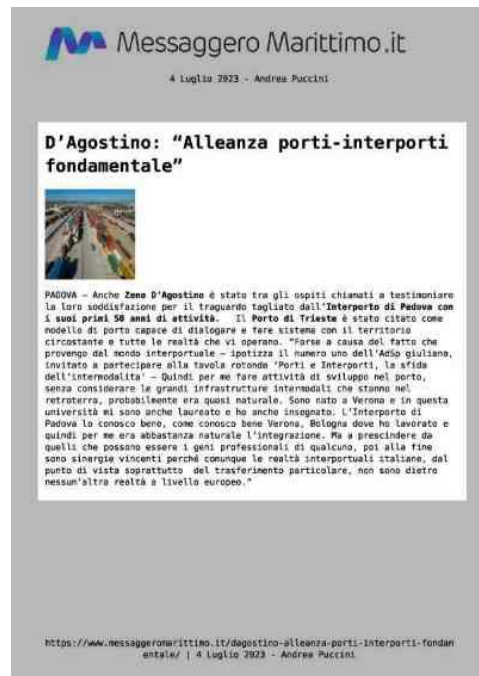 Messaggero Marittimo.it
4 Luglio 2023 - Andrea Puccini
D'Agostino: “Alleanza porti-interporti
fondamentale”
PADOVA – Anche Zeno D'Agostino è stato tra gli ospiti chiamati a testimoniare
la loro soddisfazione per il traguardo tagliato dall'Interporto di Padova con
i suoi primi 50 anni di attività. Il Porto di Trieste è stato citato come
modello di porto capace di dialogare e fare sistema con il territorio
circostante e tutte le realtà che vi operano. “Forse a causa del fatto che
provengo dal mondo interportuale – ipotizza il numero uno dell'AdSp giuliana,
invitato a partecipare alla tavola rotonda ‘Porti e Interporti, la sfida
dell'intermodalita' – Quindi per me fare attività di sviluppo nel porto,
senza considerare le grandi infrastrutture intermodali che stanno nel
retroterra, probabilmente era quasi naturale. Sono nato a Verona e in questa
università mi sono anche laureato e ho anche insegnato. L'Interporto di
Padova lo conosco bene, come conosco bene Verona, Bologna dove ho lavorato e
quindi per me era abbastanza naturale l'integrazione. Ma a prescindere da
quelli che possono essere i geni professionali di qualcuno, poi alla fine
sono sinergie vincenti perché comunque le realtà interportuali italiane, dal
punto di vista soprattutto del trasferimento particolare, non sono dietro
nessun'altra realtà a livello europeo.”
https://www.messaggeromarittimo.it/dagostino-alleanza-porti-interporti-fondam
entale/ | 4 Luglio 2023 - Andrea Puccini